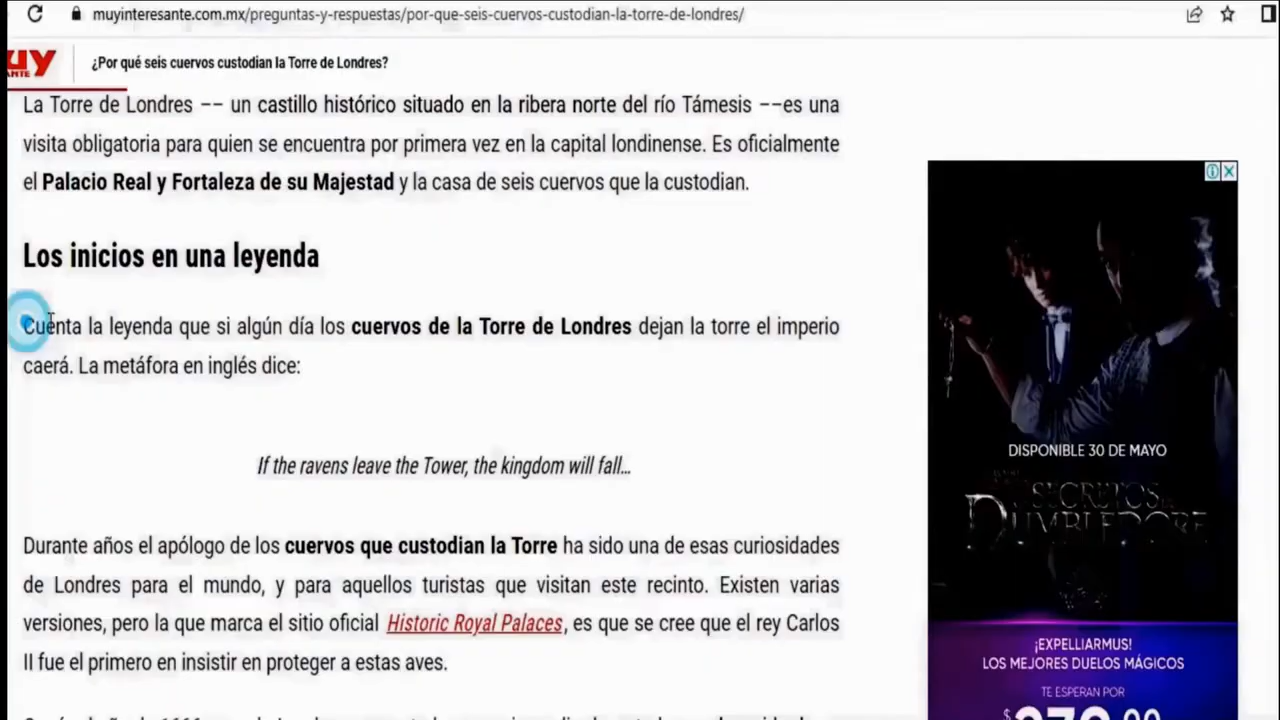 muyinteresante.com.mx/preguntas-y-respuestas/por-que-seis-cuervos-custodian-la-torre-de-londres/
¿Por qué seis cuervos custodian la Torre de Londres?
La Torre de Londres –– un castillo histórico situado en la ribera norte del río Támesis ––es una
visita obligatoria para quien se encuentra por primera vez en la capital londinense. Es oficialmente
el Palacio Real y Fortaleza de su Majestad y la casa de seis cuervos que la custodian.
Los inicios en una leyenda
Cuenta la leyenda que si algún día los cuervos de la Torre de Londres dejan la torre el imperio
caerá. La metáfora en inglés dice:
If the ravens leave the Tower, the kingdom will fall...
Durante años el apólogo de los cuervos que custodian la Torre ha sido una de esas curiosidades
de Londres para el mundo, y para aquellos turistas que visitan este recinto. Existen varias
versiones, pero la que marca el sitio oficial Historic Royal Palaces, es que se cree que el rey Carlos
II fue el primero en insistir en proteger a estas aves.
DISPONIBLE 30 DE MAYO
SECRETOS
DUMBLEDORE
¡EXPELLIARMUS!
LOS MEJORES DUELOS MÁGICOS
TE ESPERAN POR